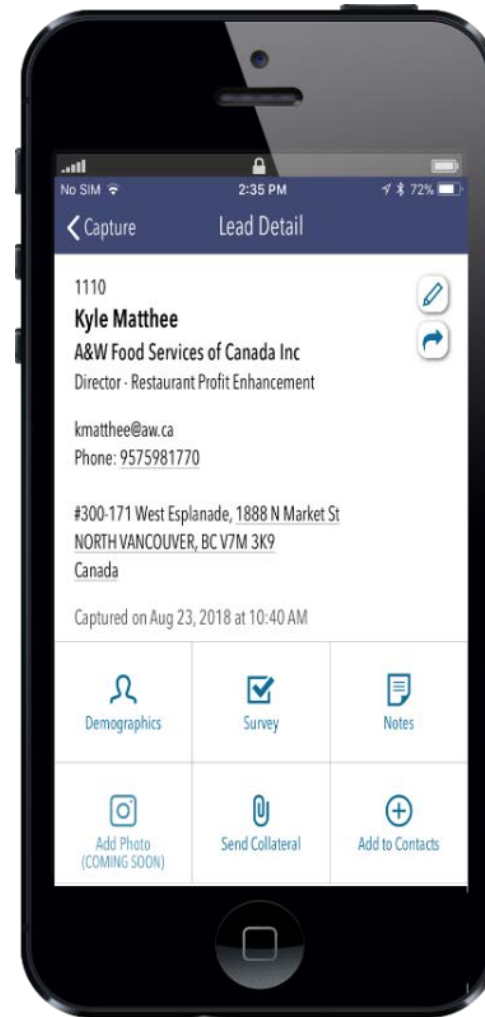 No SIM 2:35 PM 72%
Capture Lead Detail
1110
Kyle Matthee
A&W Food Services of Canada Inc
Director - Restaurant Profit Enhancement
kmatthee@aw.ca
Phone: 9575981770
#300-171 West Esplanade, 1888 N Market St
NORTH VANCOUVER, BC V7M 3K9
Canada
Captured on Aug 23, 2018 at 10:40 AM
Demographics Survey Notes
Add Photo Send Collateral Add to Contacts
(COMING SOON)